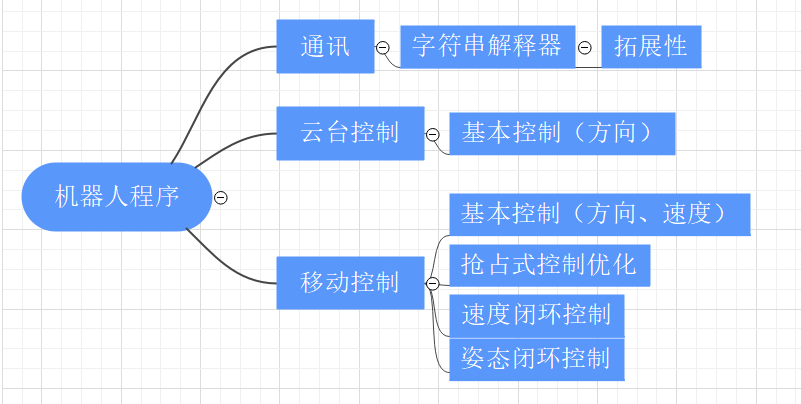 通讯
字符串解释器
拓展性
云台控制
基本控制（方向）
机器人程序
基本控制（方向、速度）
移动控制
抢占式控制优化
速度闭环控制
姿态闭环控制